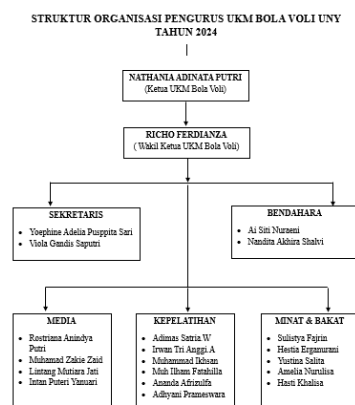 STRUKTUR ORGANISASI PENGURUS UKM BOLA VOLI UNY
TAHUN 2024
NATHANIA ADINATA PUTRI
(Ketua UKM Bola Voli)
RICHO FERDIANZA
( Wakil Ketua UKM Bola Voli)
SEKRETARIS
• Yoephine Adelia Pusppita Sari
• Viola Gandis Saputri
BENDAHARA
• Ai Siti Nuraeni
• Nandita Akhira Shalvi
MEDIA
• Rostriana Anindya
Putri
• Muhamad Zakie Zaid
• Lintang Mutiara Jati
• Intan Puteri Yanuari
KEPELATIHAN
• Adimas Satria W
• Irwan Tri Anggi A
• Muhammad Ikhsan
• Muh Ilham Fatahilla
• Ananda Afrizulfa
• Adhyani Prameswara
MINAT & BAKAT
• Sulistya Fajrin
• Hestia Erganurani
• Yustina Salita
• Amelia Nurulisa
• Hasti Khalisa